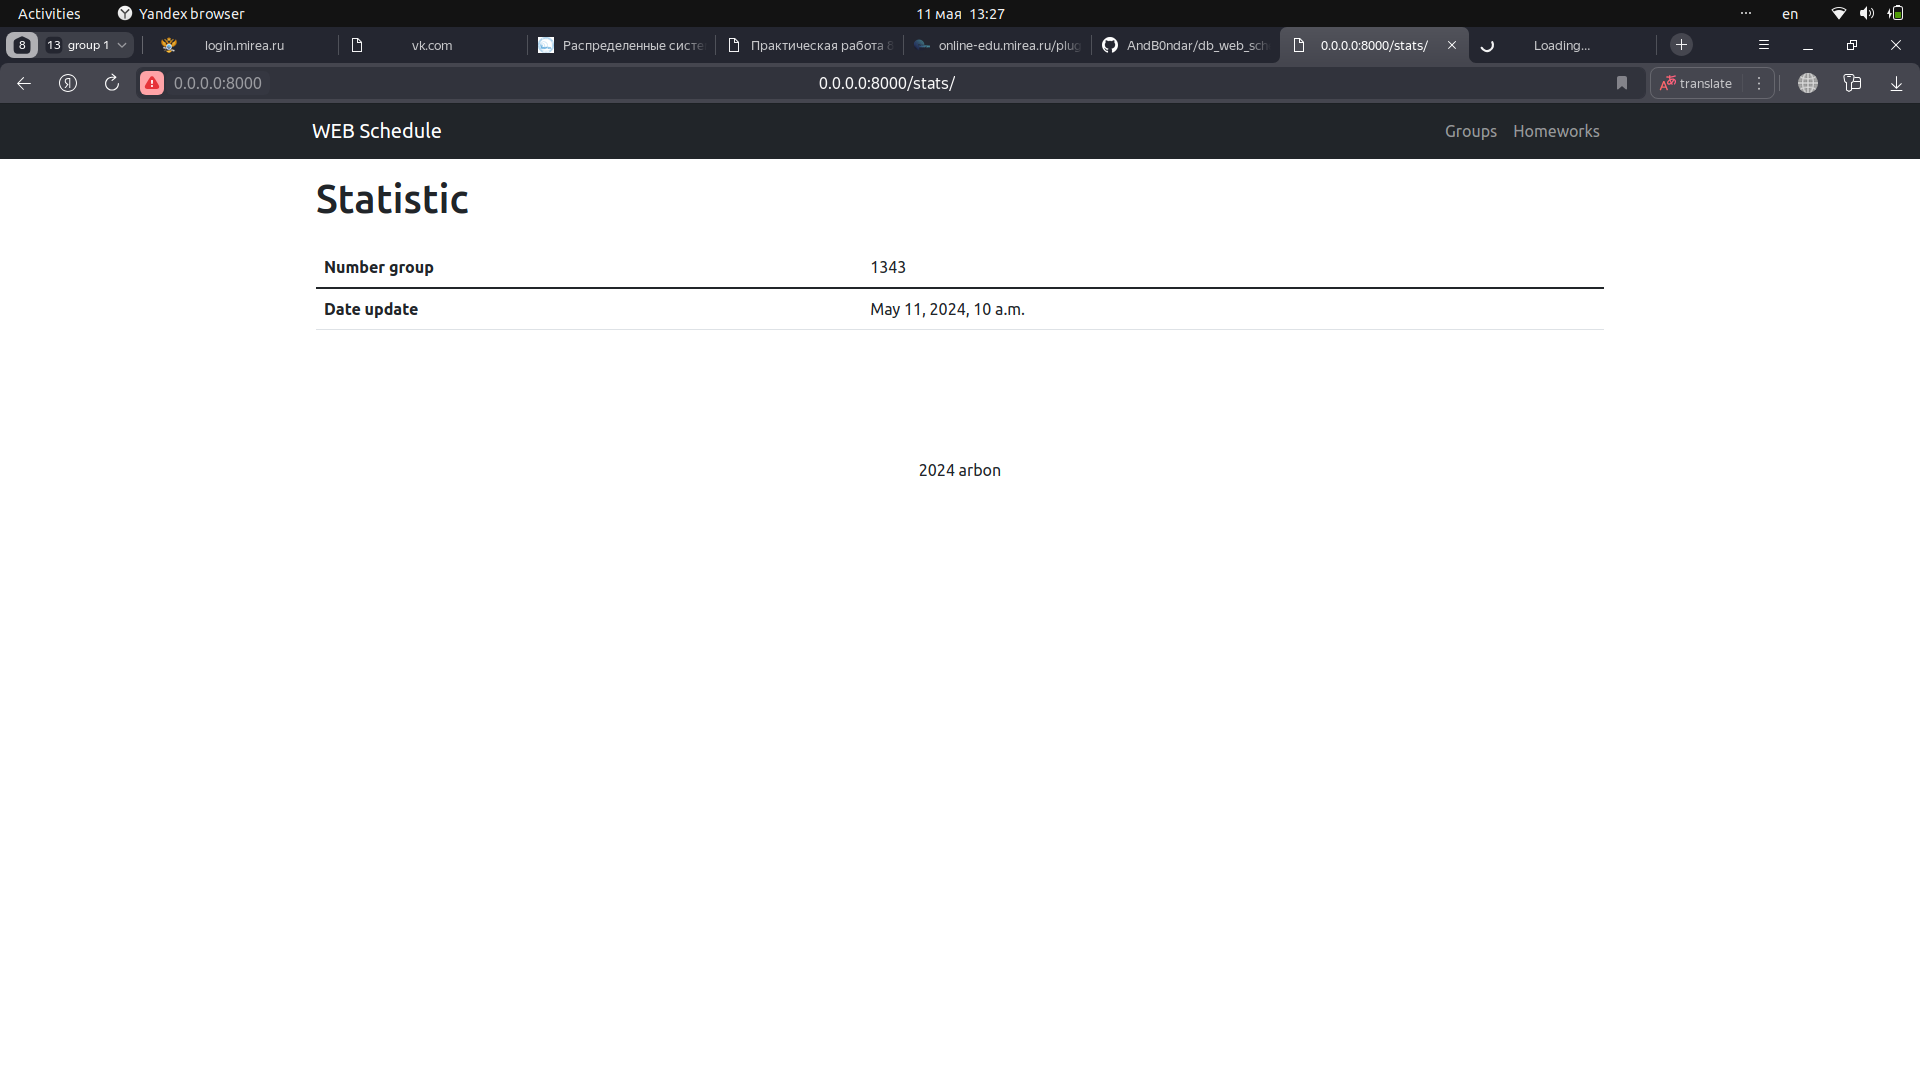 Activities Yandex browser 11 мая 13:27 en
8 13 group 1 login.mirea.ru vk.com Распределенные систе Практическая работа 8 online-edu.mirea.ru/plug AndB0ndar/db_web_sch 0.0.0.0:8000/stats/ Loading...
0.0.0.0:8000 0.0.0.0:8000/stats/ translate
WEB Schedule Groups Homeworks
Statistic
Number group 1343
Date update May 11, 2024, 10 a.m.
2024 arbon